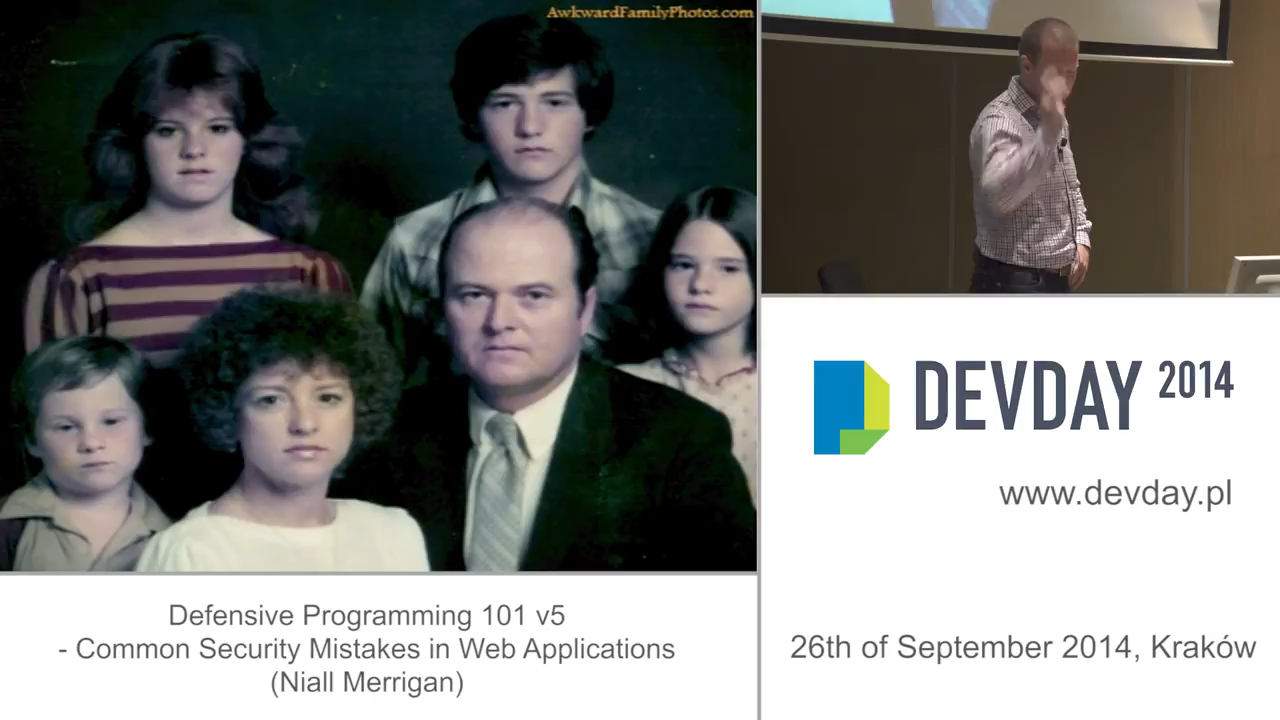 AwkwardFamilyPhotos.com
DEVDAY 2014
www.devday.pl
Defensive Programming 101 v5
- Common Security Mistakes in Web Applications
(Niall Merrigan)
26th of September 2014, Kraków